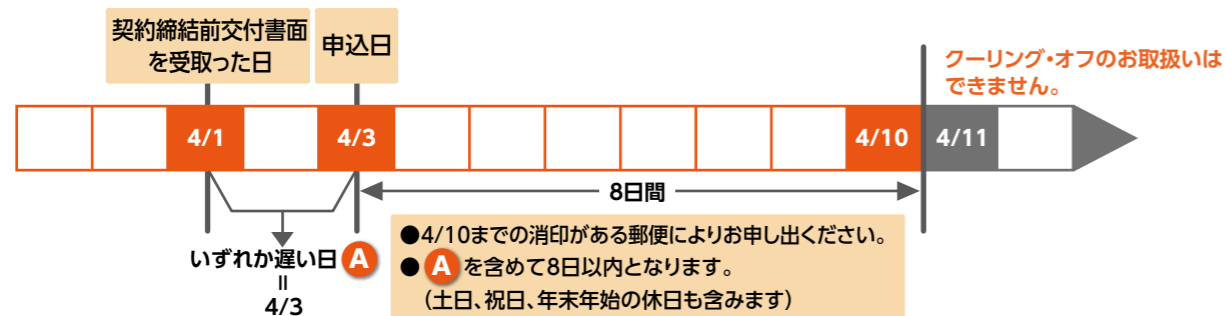 契約締結前交付書面
を受取った日
申込日
クーリング・オフのお取扱いは
できません。
4/1
4/3
4/10
4/11
8日間
いずれか遅い日 A
=
4/3
●4/10までの消印がある郵便によりお申し出ください。
● A を含めて8日以内となります。
(土日、祝日、年末年始の休日も含みます)